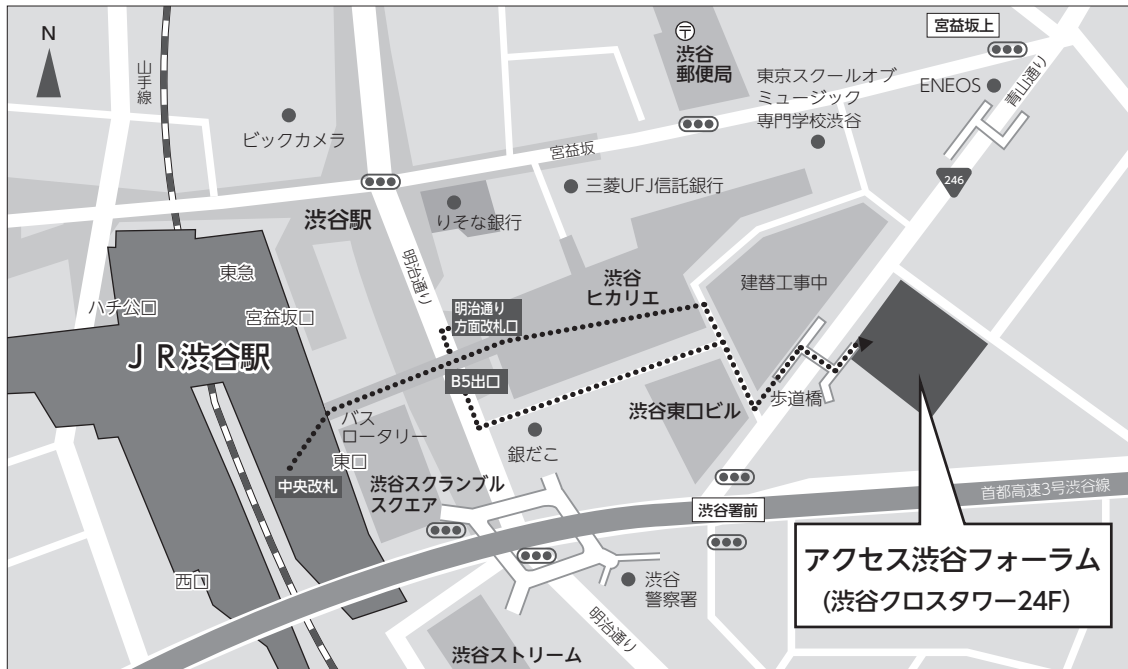 N
山手線
ビックカメラ
〒
渋谷
郵便局
宮益坂上
東京スクールオブ
ミュージック
専門学校渋谷
ENEOS
青山通り
246
宮益坂
三菱UFJ信託銀行
りそな銀行
渋谷駅
明治通り
東急
ハチ公口
宮益坂口
JR渋谷駅
明治通り
方面改札口
渋谷
ヒカリエ
建替工事中
B5出口
バス
ロータリー
東口
中央改札
渋谷スクランブル
スクエア
銀だこ
渋谷東口ビル
歩道橋
渋谷署前
首都高速3号渋谷線
アクセス渋谷フォーラム
(渋谷クロスタワー24F)
西口
渋谷
警察署
明治通り
渋谷ストリーム